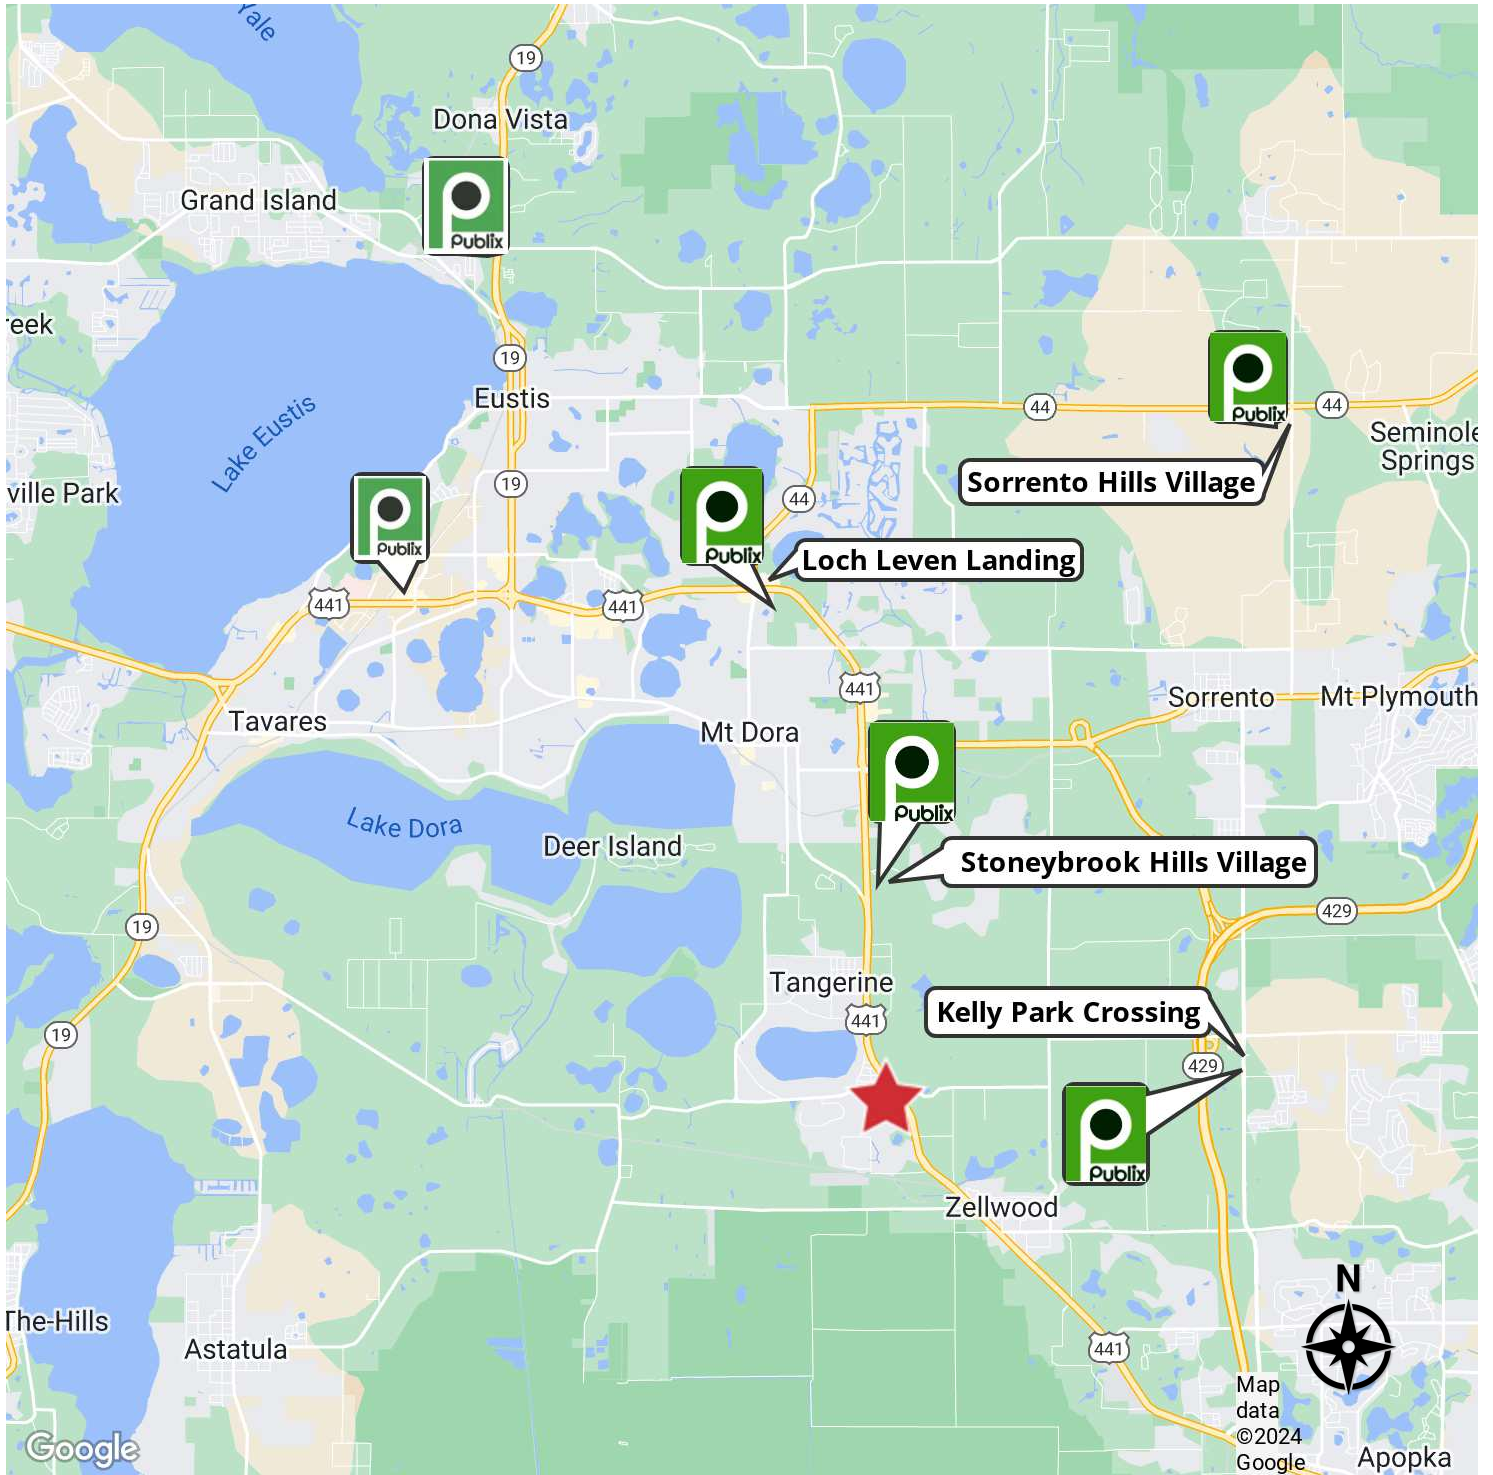 Yale
19
Dona Vista
Publix
Grand Island
reek
19
Eustis
Publix
44
44
Seminole
Springs
Lake Eustis
Sorrento Hills Village
ville Park
19
Publix
Publix
44
Loch Leven Landing
441
441
441
Sorrento
Mt Plymouth
Tavares
Mt Dora
Publix
Lake Dora
Deer Island
Stoneybrook Hills Village
19
429
Tangerine
Kelly Park Crossing
441
19
429
Publix
Zellwood
N
The-Hills
Astatula
441
Map
data
©2024
Google
Google
Apopka